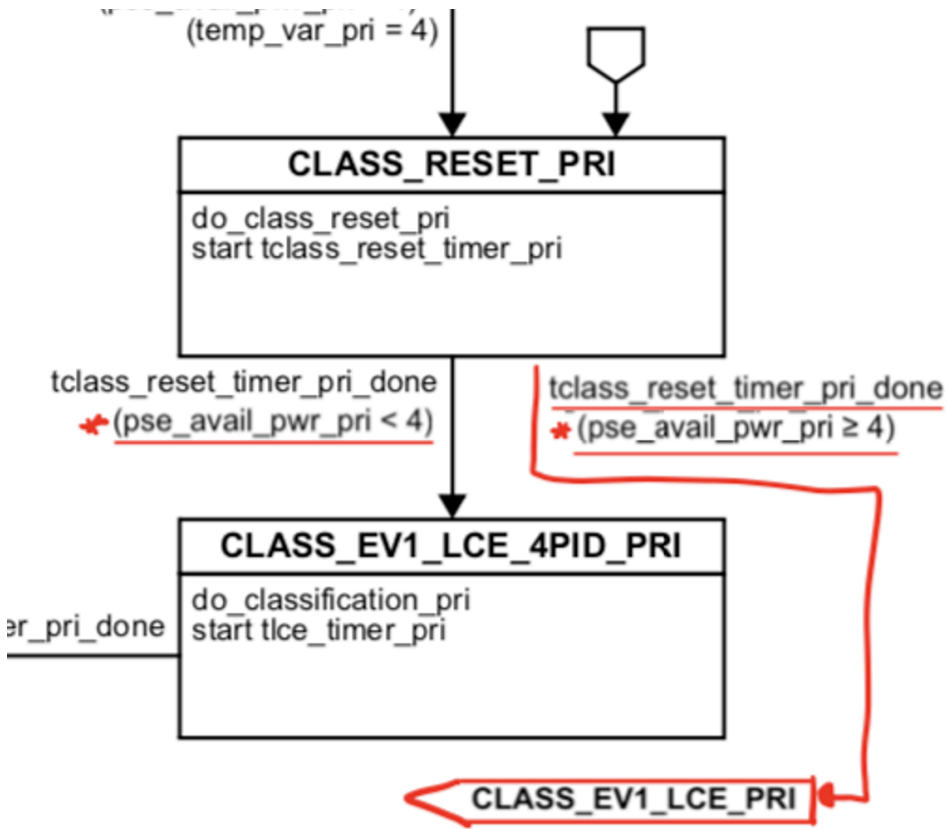 (temp_var_pri = 4)
CLASS_RESET_PRI
do_class_reset_pri
start tclass_reset_timer_pri
tclass_reset_timer_pri_done
*(pse_avail_pwr_pri < 4)
tclass_reset_timer_pri_done
*(pse_avail_pwr_pri ≥ 4)
CLASS_EV1_LCE_4PID_PRI
do_classification_pri
start tlce_timer_pri
er_pri_done
CLASS_EV1_LCE_PRI